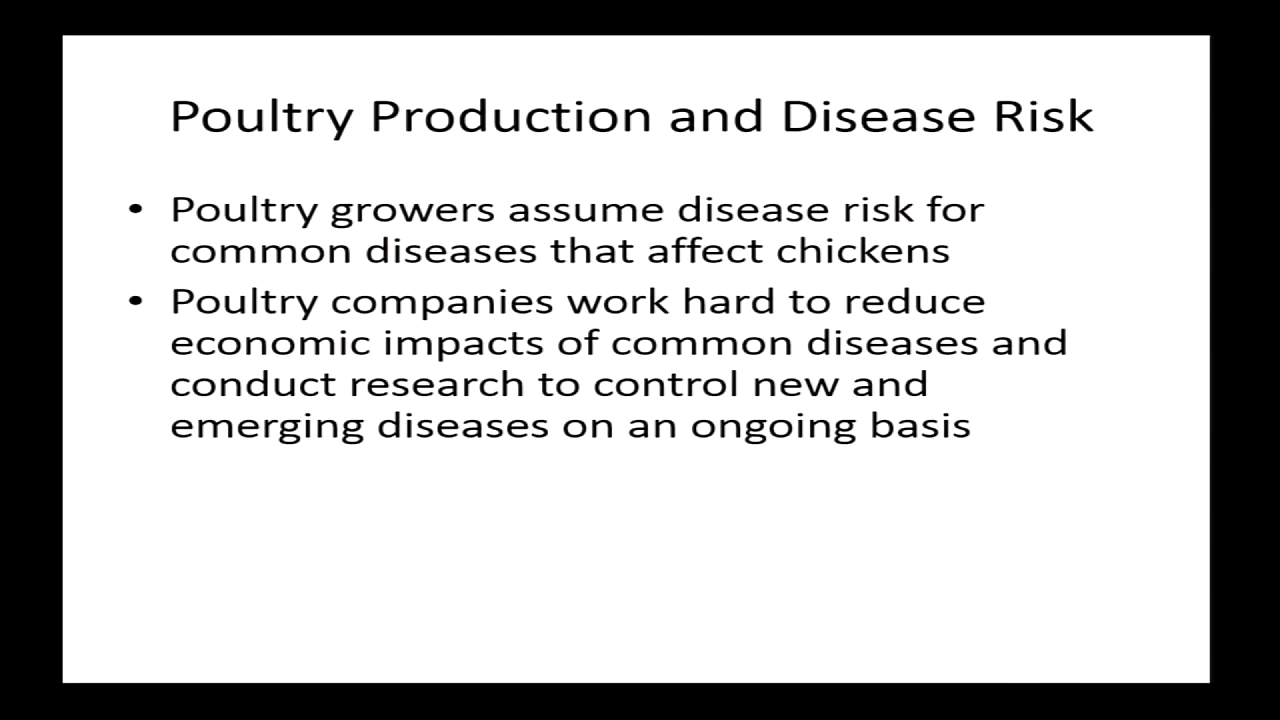 Poultry Production and Disease Risk
• Poultry growers assume disease risk for
common diseases that affect chickens
• Poultry companies work hard to reduce
economic impacts of common diseases and
conduct research to control new and
emerging diseases on an ongoing basis